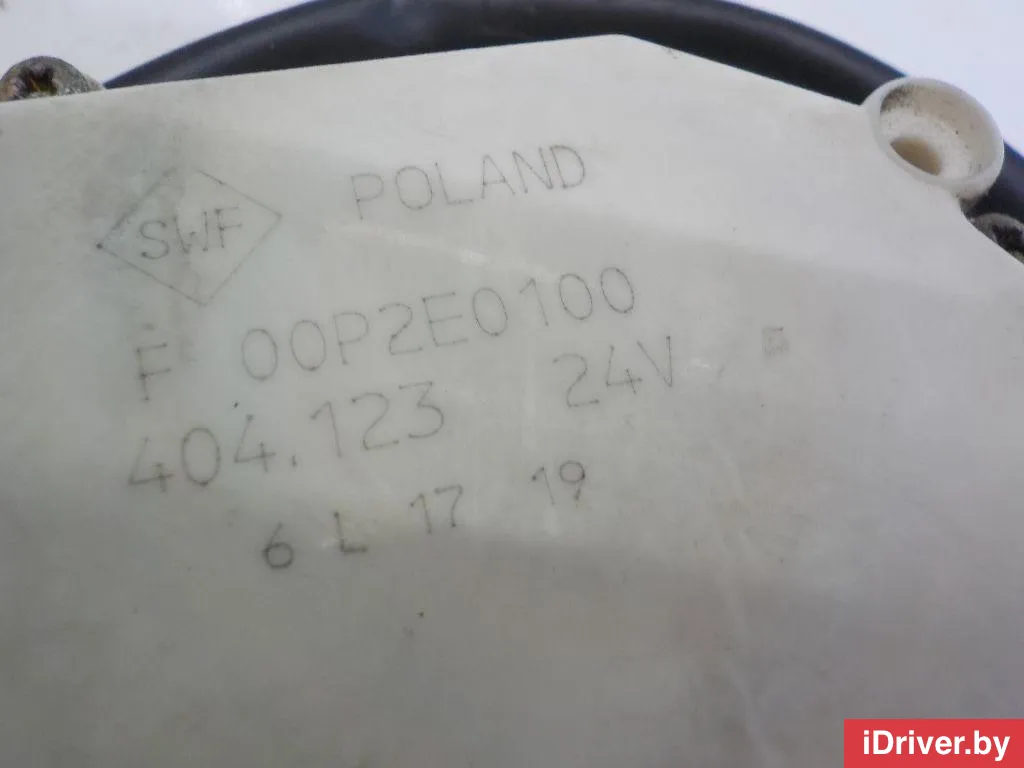 SWF POLAND
F 00P2E0100
404.123 24V
6 L 17 19
iDriver.by